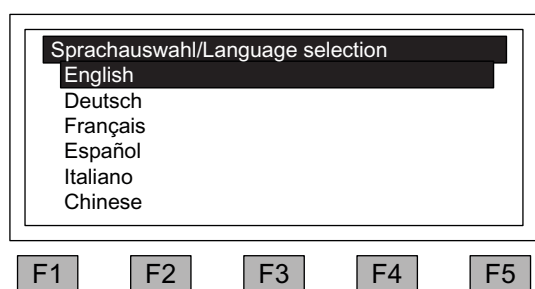 Sprachauswahl/Language selection
English
Deutsch
Français
Español
Italiano
Chinese
F1 F2 F3 F4 F5